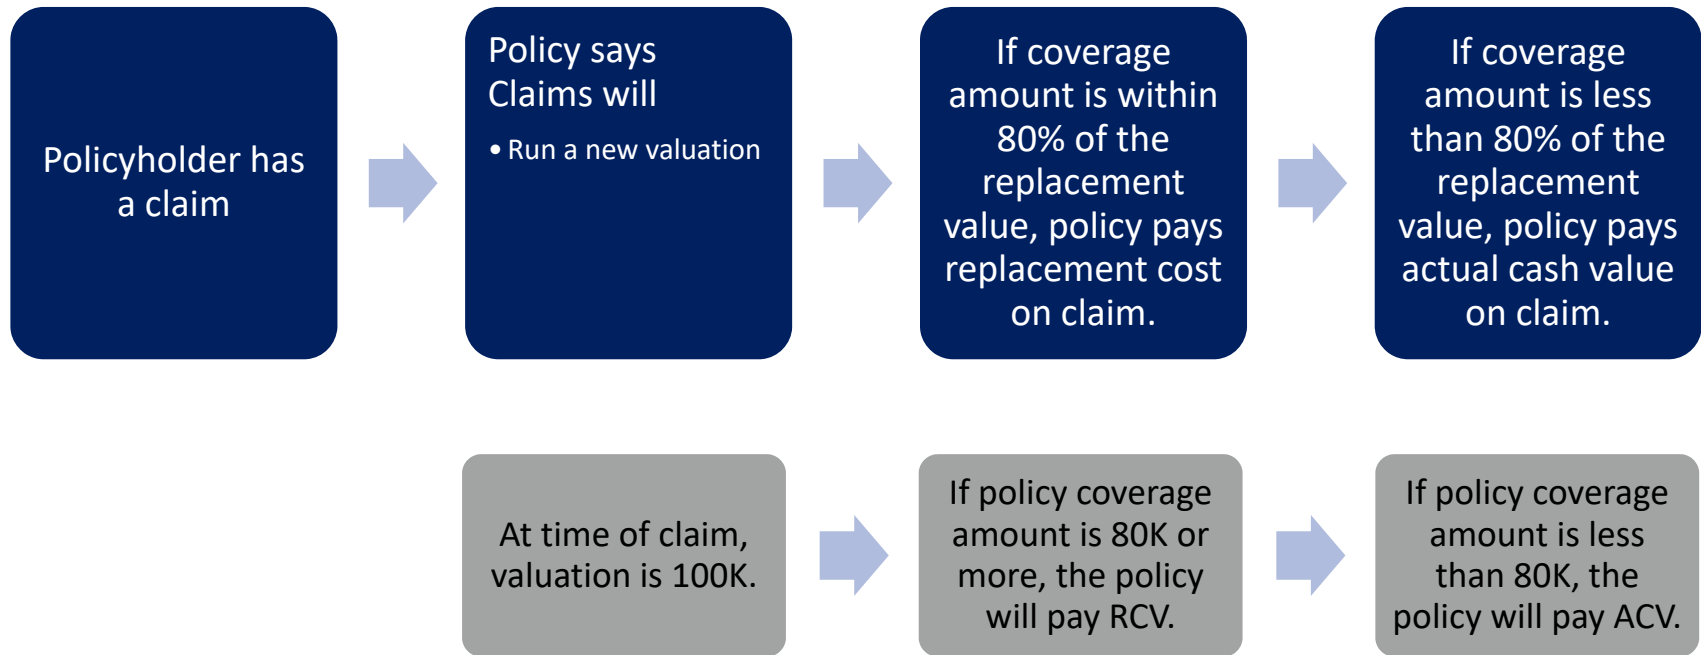 Policyholder has
a claim
Policy says
Claims will
• Run a new valuation
If coverage
amount is within
80% of the
replacement
value, policy pays
replacement cost
on claim.
If coverage
amount is less
than 80% of the
replacement
value, policy pays
actual cash value
on claim.
At time of claim,
valuation is 100K.
If policy coverage
amount is 80K or
more, the policy
will pay RCV.
If policy coverage
amount is less
than 80K, the
policy will pay ACV.